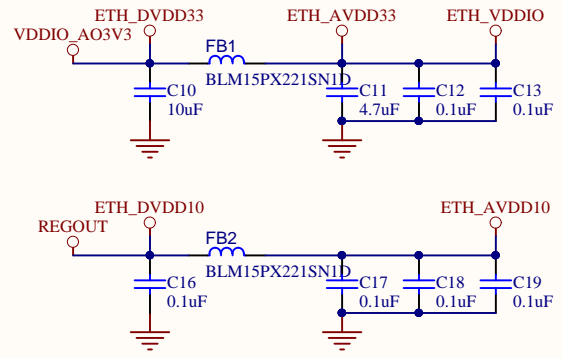 ETH_DVDD33 ETH_AVDD33 ETH_VDDIO
VDDIO_AO3V3
FB1
BLM15PX221SN1D
C10 C11 C12 C13
10uF 4.7uF 0.1uF 0.1uF
ETH_DVDD10 ETH_AVDD10
REGOUT
FB2
BLM15PX221SN1D
C16 C17 C18 C19
0.1uF 0.1uF 0.1uF 0.1uF